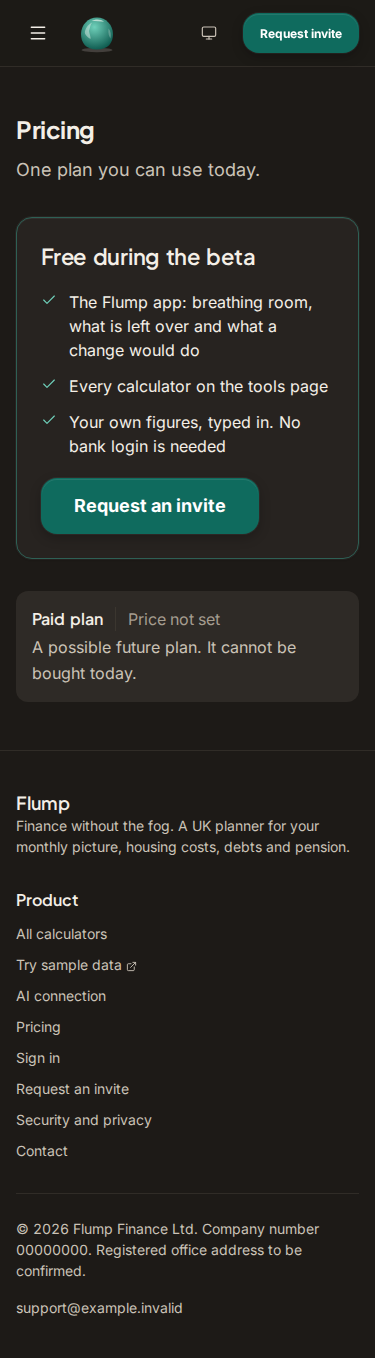 Request invite
Pricing
One plan you can use today.
Free during the beta
The Flump app: breathing room,
what is left over and what a
change would do
Every calculator on the tools page
Your own figures, typed in. No
bank login is needed
Request an invite
Paid plan
Price not set
A possible future plan. It cannot be
bought today.
Flump
Finance without the fog. A UK planner for your
monthly picture, housing costs, debts and pension.
Product
All calculators
Try sample data
AI connection
Pricing
Sign in
Request an invite
Security and privacy
Contact
© 2026 Flump Finance Ltd. Company number
00000000. Registered office address to be
confirmed.
support@example.invalid